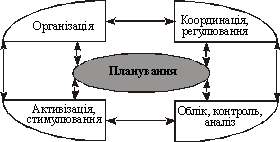 Організація
Координація,
регулювання
Планування
Активізація,
стимулювання
Облік, контроль,
аналіз